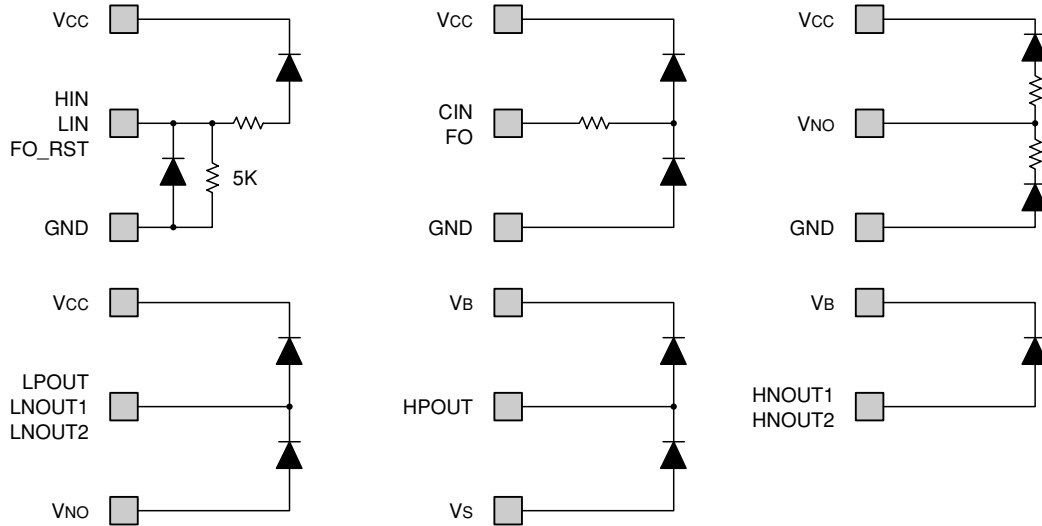 VCC
HIN
LIN
FO_RST
5K
GND
VCC
CIN
FO
GND
VCC
VNO
GND
VCC
LPOUT
LNOUT1
LNOUT2
VNO
VB
HPOUT
VS
VB
HNOUT1
HNOUT2